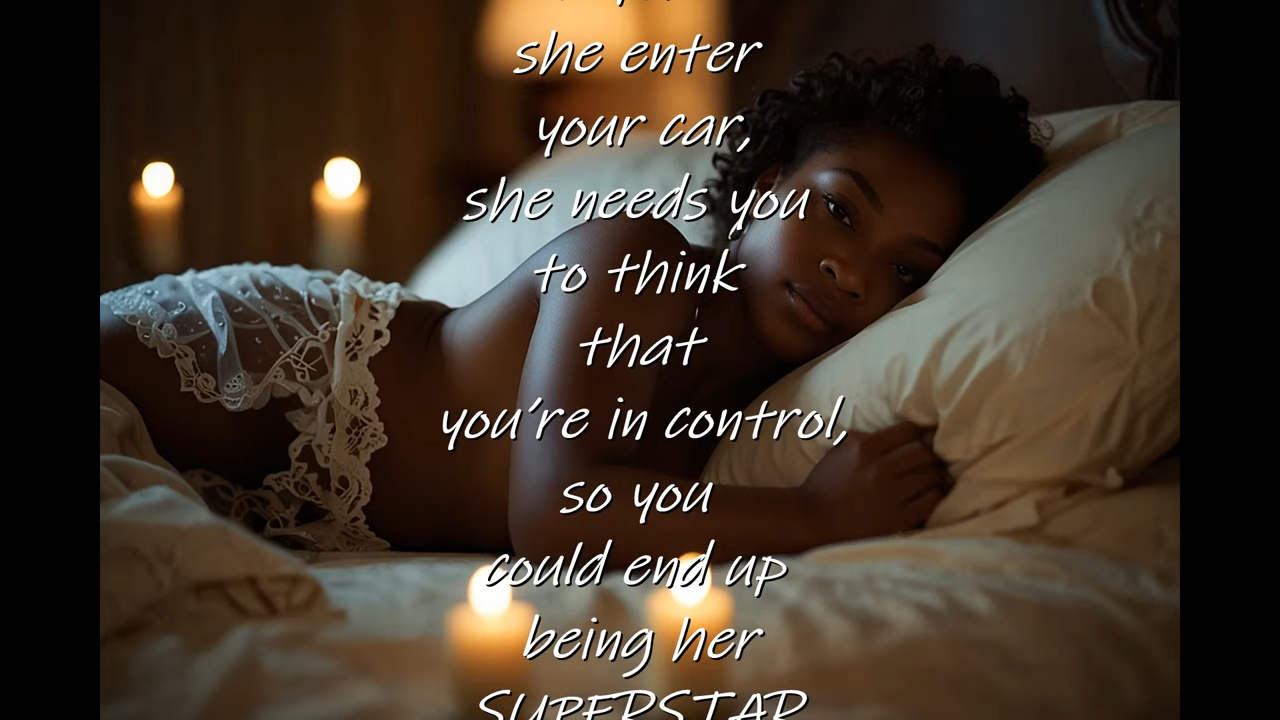 she enter
your car,
she needs you
to think
that
you're in control,
so you
could end up
being her
SUPERSTAR